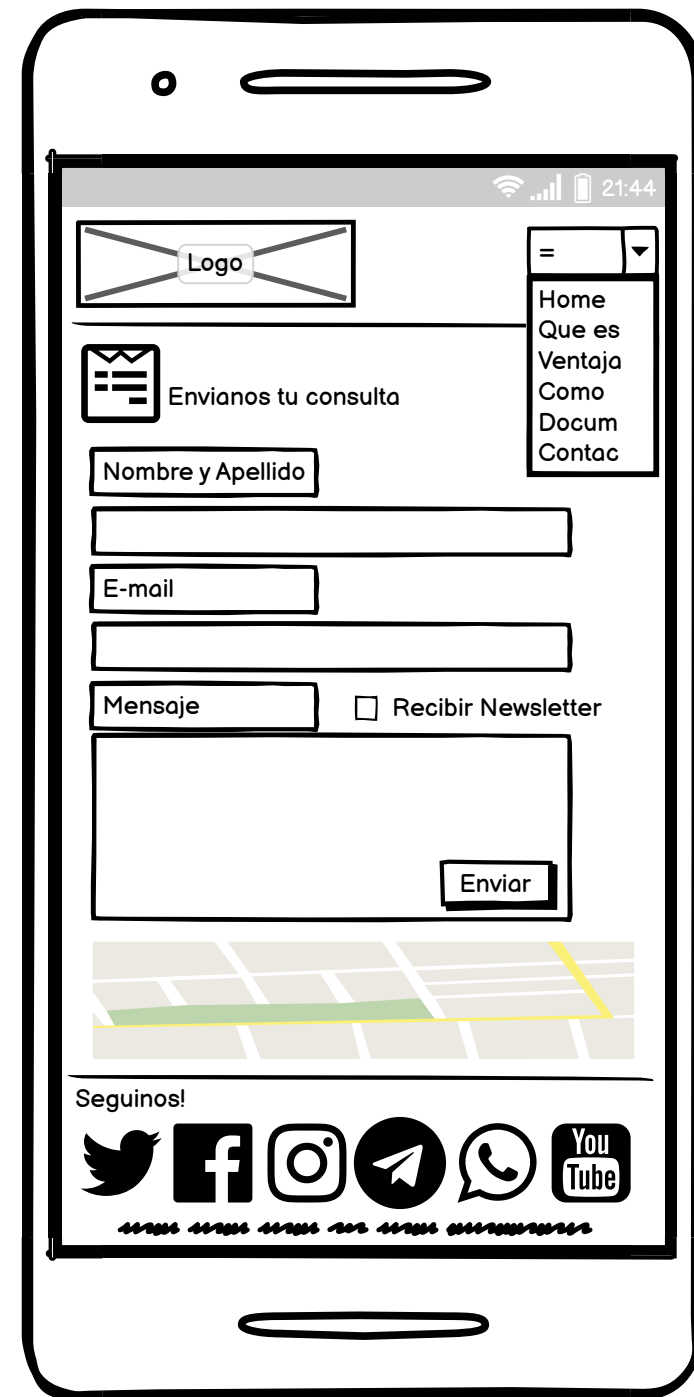 21:44
Logo
=
Home
Que es
Ventaja
Como
Docum
Contac
Envianos tu consulta
Nombre y Apellido
E-mail
Mensaje
Recibir Newsletter
Enviar
Seguinos!
You
Tube